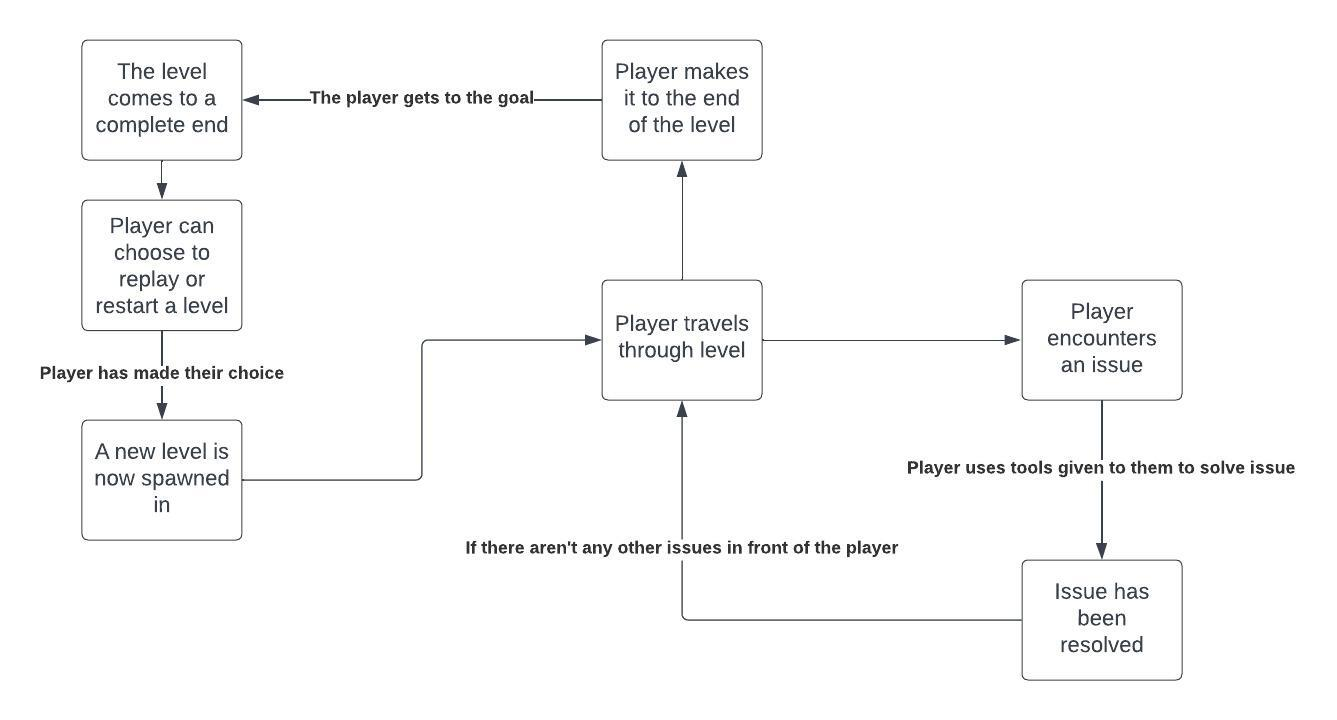 The level
comes to a
complete end
The player gets to the goal
Player makes
it to the end
of the level
Player can
choose to
replay or
restart a level
Player has made their choice
A new level is
now spawned
in
Player travels
through level
Player
encounters
an issue
Player uses tools given to them to solve issue
If there aren't any other issues in front of the player
Issue has
been
resolved